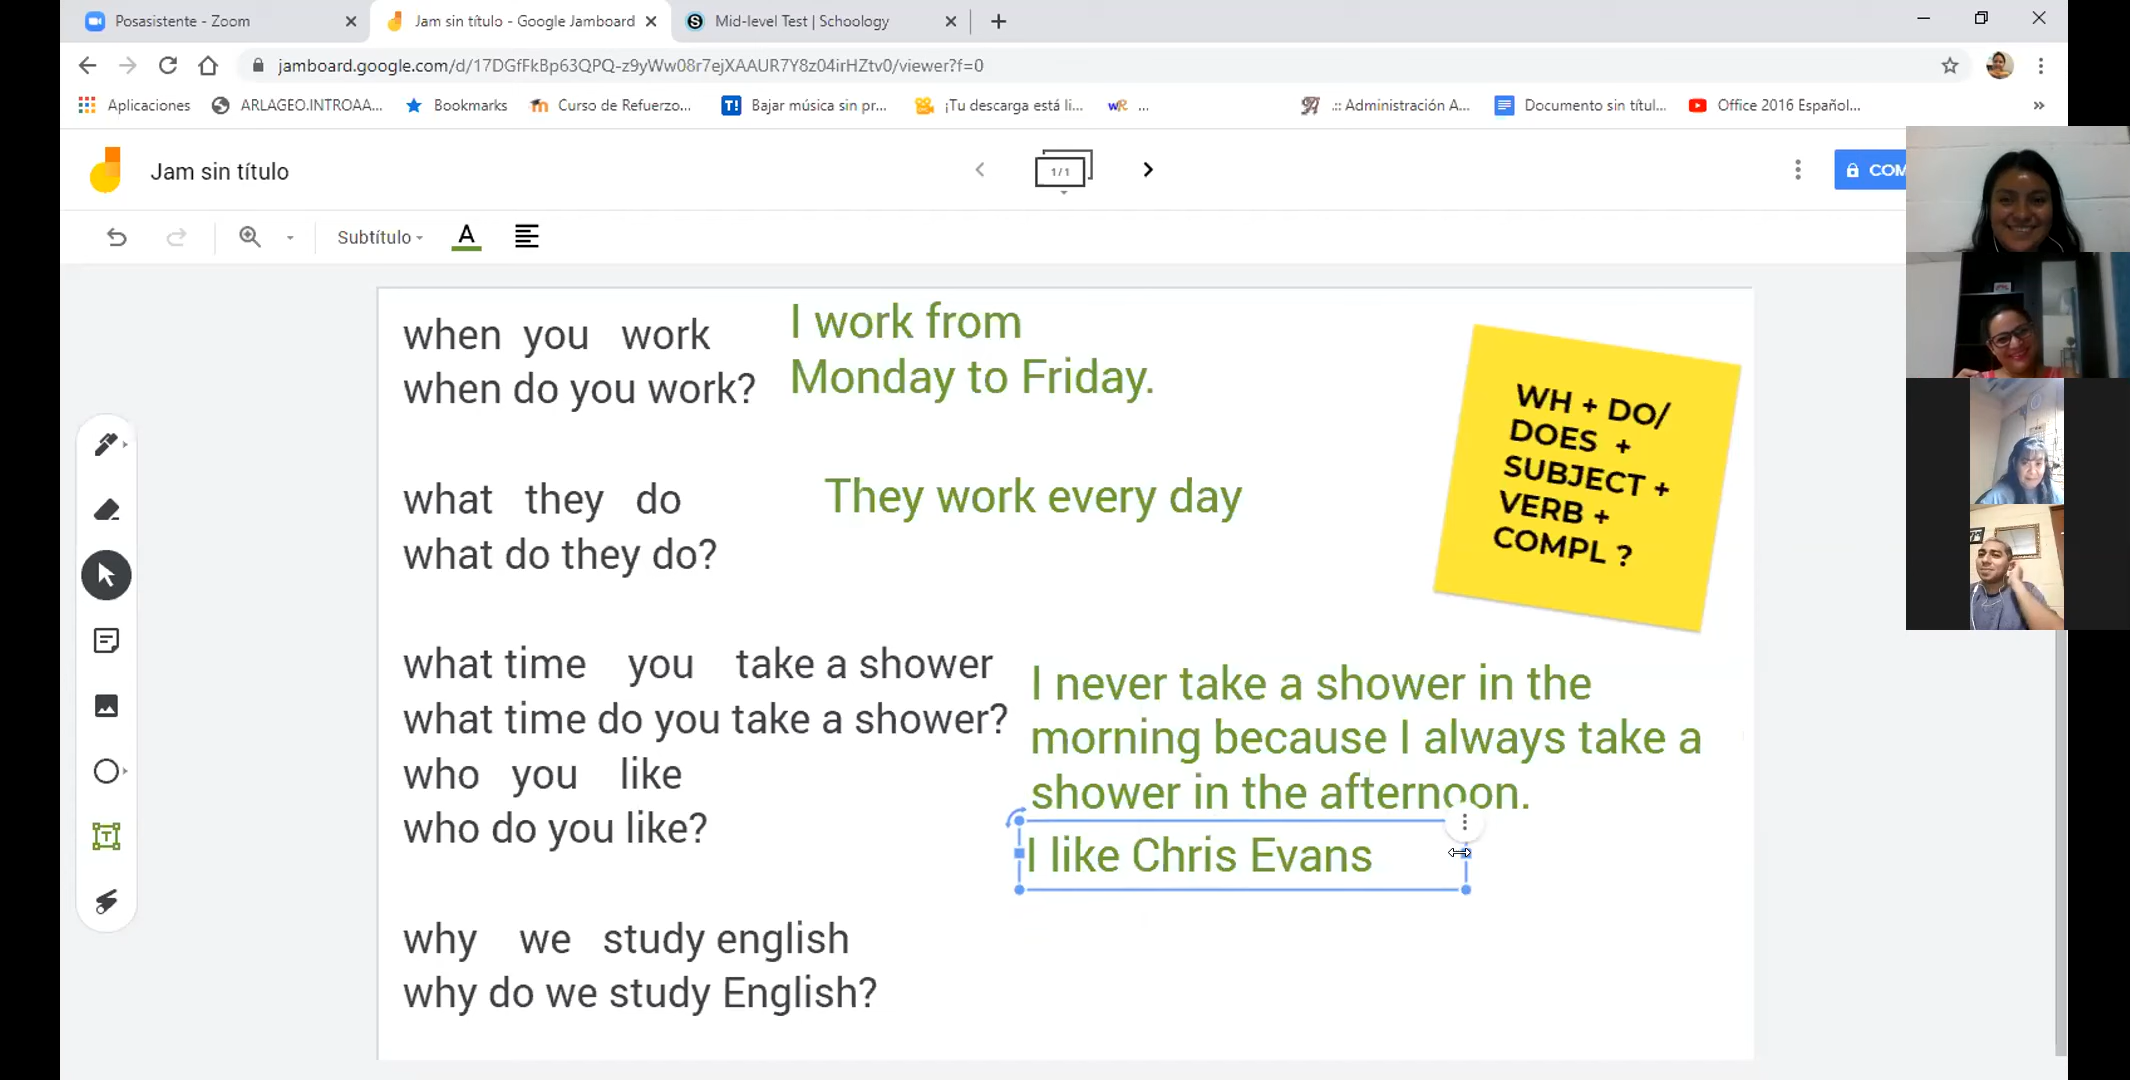 Posasistente - Zoom
Jam sin título - Google Jamboard
Mid-level Test | Schoology
jamboard.google.com/d/17DGfFkBp63QPQ-z9yWw08r7ejXAAUR7Y8z04irHZtv0/viewer?f=0
Aplicaciones
ARLAGEO.INTROAA...
Bookmarks
Curso de Refuerzo...
Bajar música sin pr...
¡Tu descarga está li...
...
.:: Administración A...
Documento sin títul...
Office 2016 Español...
Jam sin título
1/1
COM
Subtítulo
when you work
when do you work?
I work from
Monday to Friday.
what they do
what do they do?
They work every day
WH + DO/
DOES +
SUBJECT +
VERB +
COMPL ?
what time you take a shower
what time do you take a shower?
who you like
who do you like?
I never take a shower in the
morning because I always take a
shower in the afternoon.
I like Chris Evans
why we study english
why do we study English?